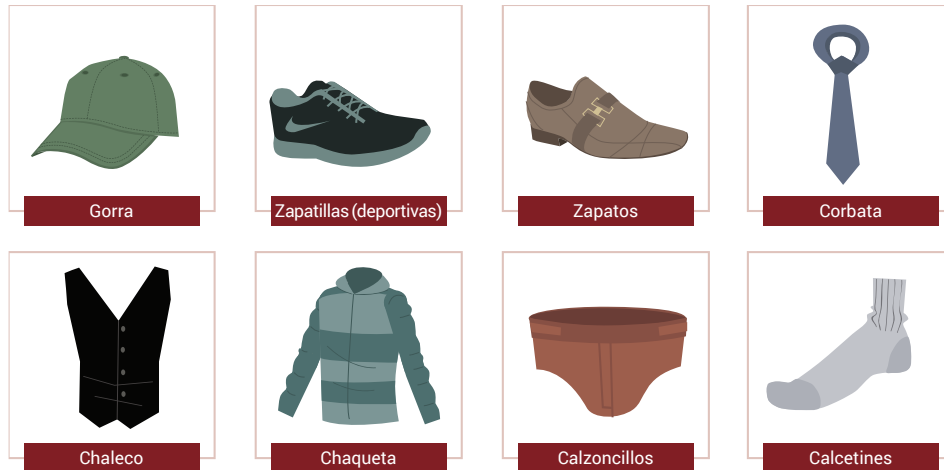 Gorra
Zapatillas (deportivas)
Zapatos
Corbata
Chaleco
Chaqueta
Calzoncillos
Calcetines